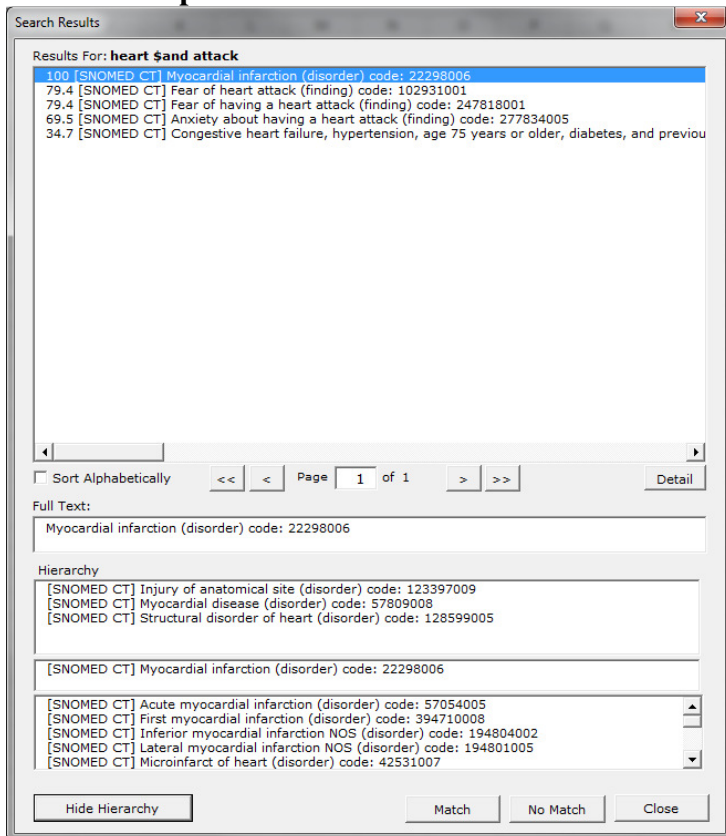 Search Results
Results For: heart $and attack
100 [SNOMED CT] Myocardial infarction (disorder) code: 22298006
79.4 [SNOMED CT] Fear of heart attack (finding) code: 102931001
79.4 [SNOMED CT] Fear of having a heart attack (finding) code: 247818001
69.5 [SNOMED CT] Anxiety about having a heart attack (finding) code: 277834005
34.7 [SNOMED CT] Congestive heart failure, hypertension, age 75 years or older, diabetes, and previou
Sort Alphabetically << < Page 1 of 1 > >> Detail
Full Text:
Myocardial infarction (disorder) code: 22298006
Hierarchy
[SNOMED CT] Injury of anatomical site (disorder) code: 123397009
[SNOMED CT] Myocardial disease (disorder) code: 57809008
[SNOMED CT] Structural disorder of heart (disorder) code: 128599005
[SNOMED CT] Myocardial infarction (disorder) code: 22298006
[SNOMED CT] Acute myocardial infarction (disorder) code: 57054005
[SNOMED CT] First myocardial infarction (disorder) code: 394710008
[SNOMED CT] Inferior myocardial infarction NOS (disorder) code: 194804002
[SNOMED CT] Lateral myocardial infarction NOS (disorder) code: 194801005
[SNOMED CT] Microinfarct of heart (disorder) code: 42531007
Hide Hierarchy Match No Match Close